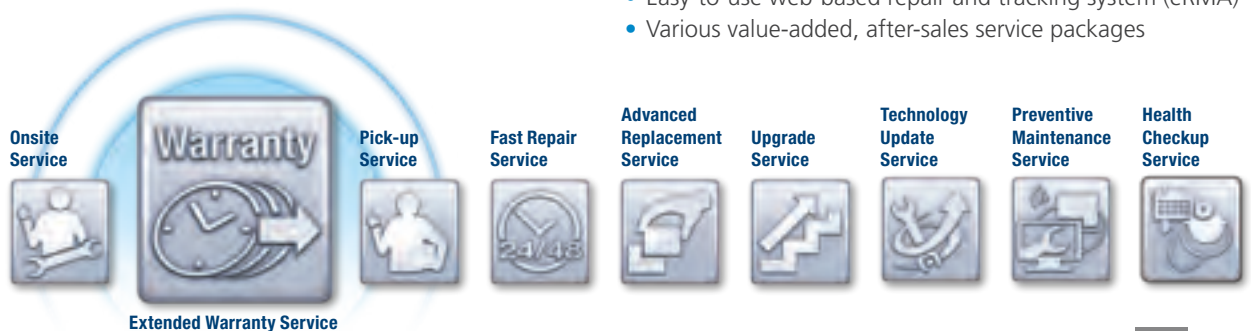 • Easy-to-use web-based repair and tracking system (eRMA)
• Various value-added, after-sales service packages
Onsite
Service
Warranty
Extended Warranty Service
Pick-up
Service
Fast Repair
Service
24/48
Advanced
Replacement
Service
Upgrade
Service
Technology
Update
Service
Preventive
Maintenance
Service
Health
Checkup
Service